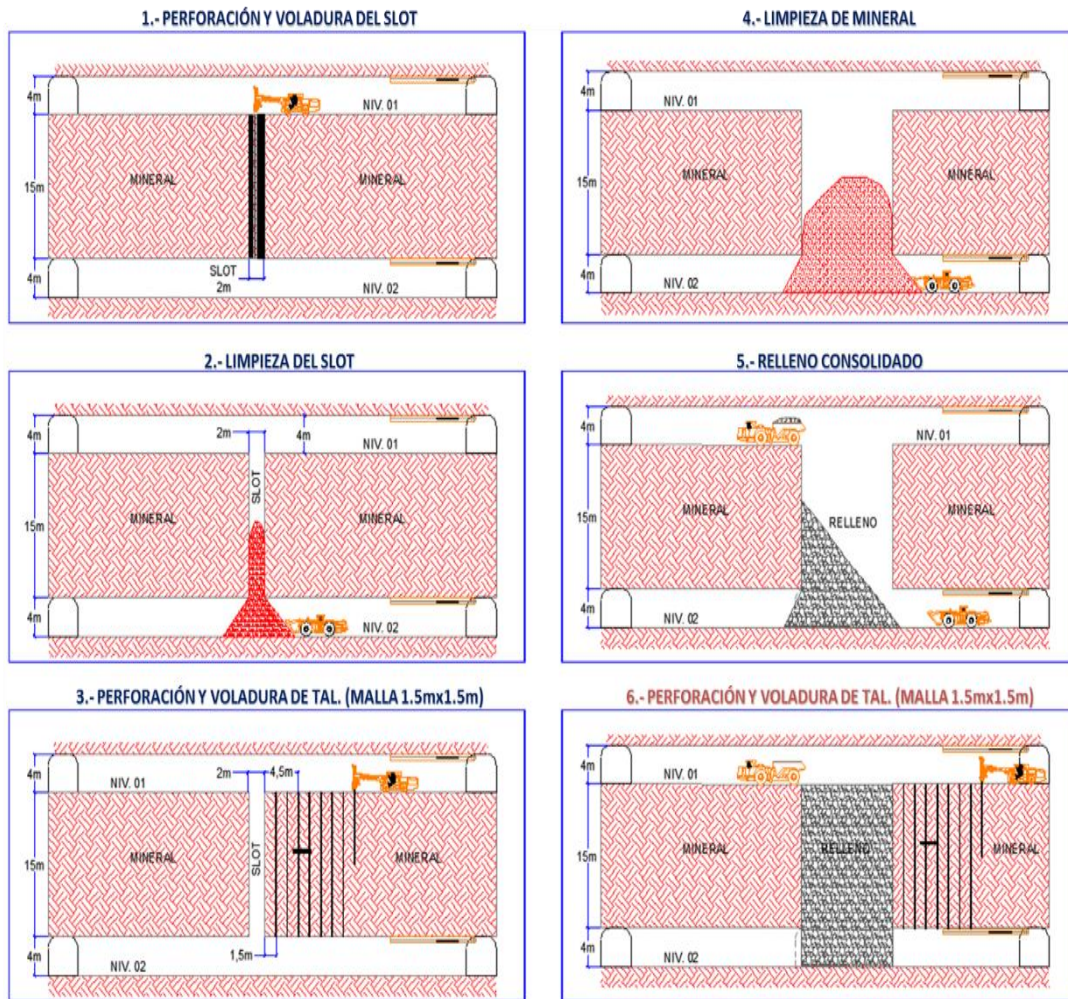 1.- PERFORACIÓN Y VOLADURA DEL SLOT
4m
NIV. 01
15m
MINERAL
MINERAL
4m
SLOT
2m
NIV. 02
2.- LIMPIEZA DEL SLOT
4m
2m
4m
NIV. 01
15m
MINERAL
SLOT
MINERAL
4m
NIV. 02
3.- PERFORACIÓN Y VOLADURA DE TAL. (MALLA 1.5mx1.5m)
4m
NIV. 01
2m
4,5m
15m
MINERAL
SLOT
MINERAL
4m
1,5m
NIV. 02
4.- LIMPIEZA DE MINERAL
4m
NIV. 01
15m
MINERAL
MINERAL
4m
NIV. 02
5.- RELLENO CONSOLIDADO
4m
NIV. 01
15m
MINERAL
RELLENO
MINERAL
4m
NIV. 02
6.- PERFORACIÓN Y VOLADURA DE TAL. (MALLA 1.5mx1.5m)
4m
NIV. 01
15m
MINERAL
RELLENO
MINERAL
4m
NIV. 02